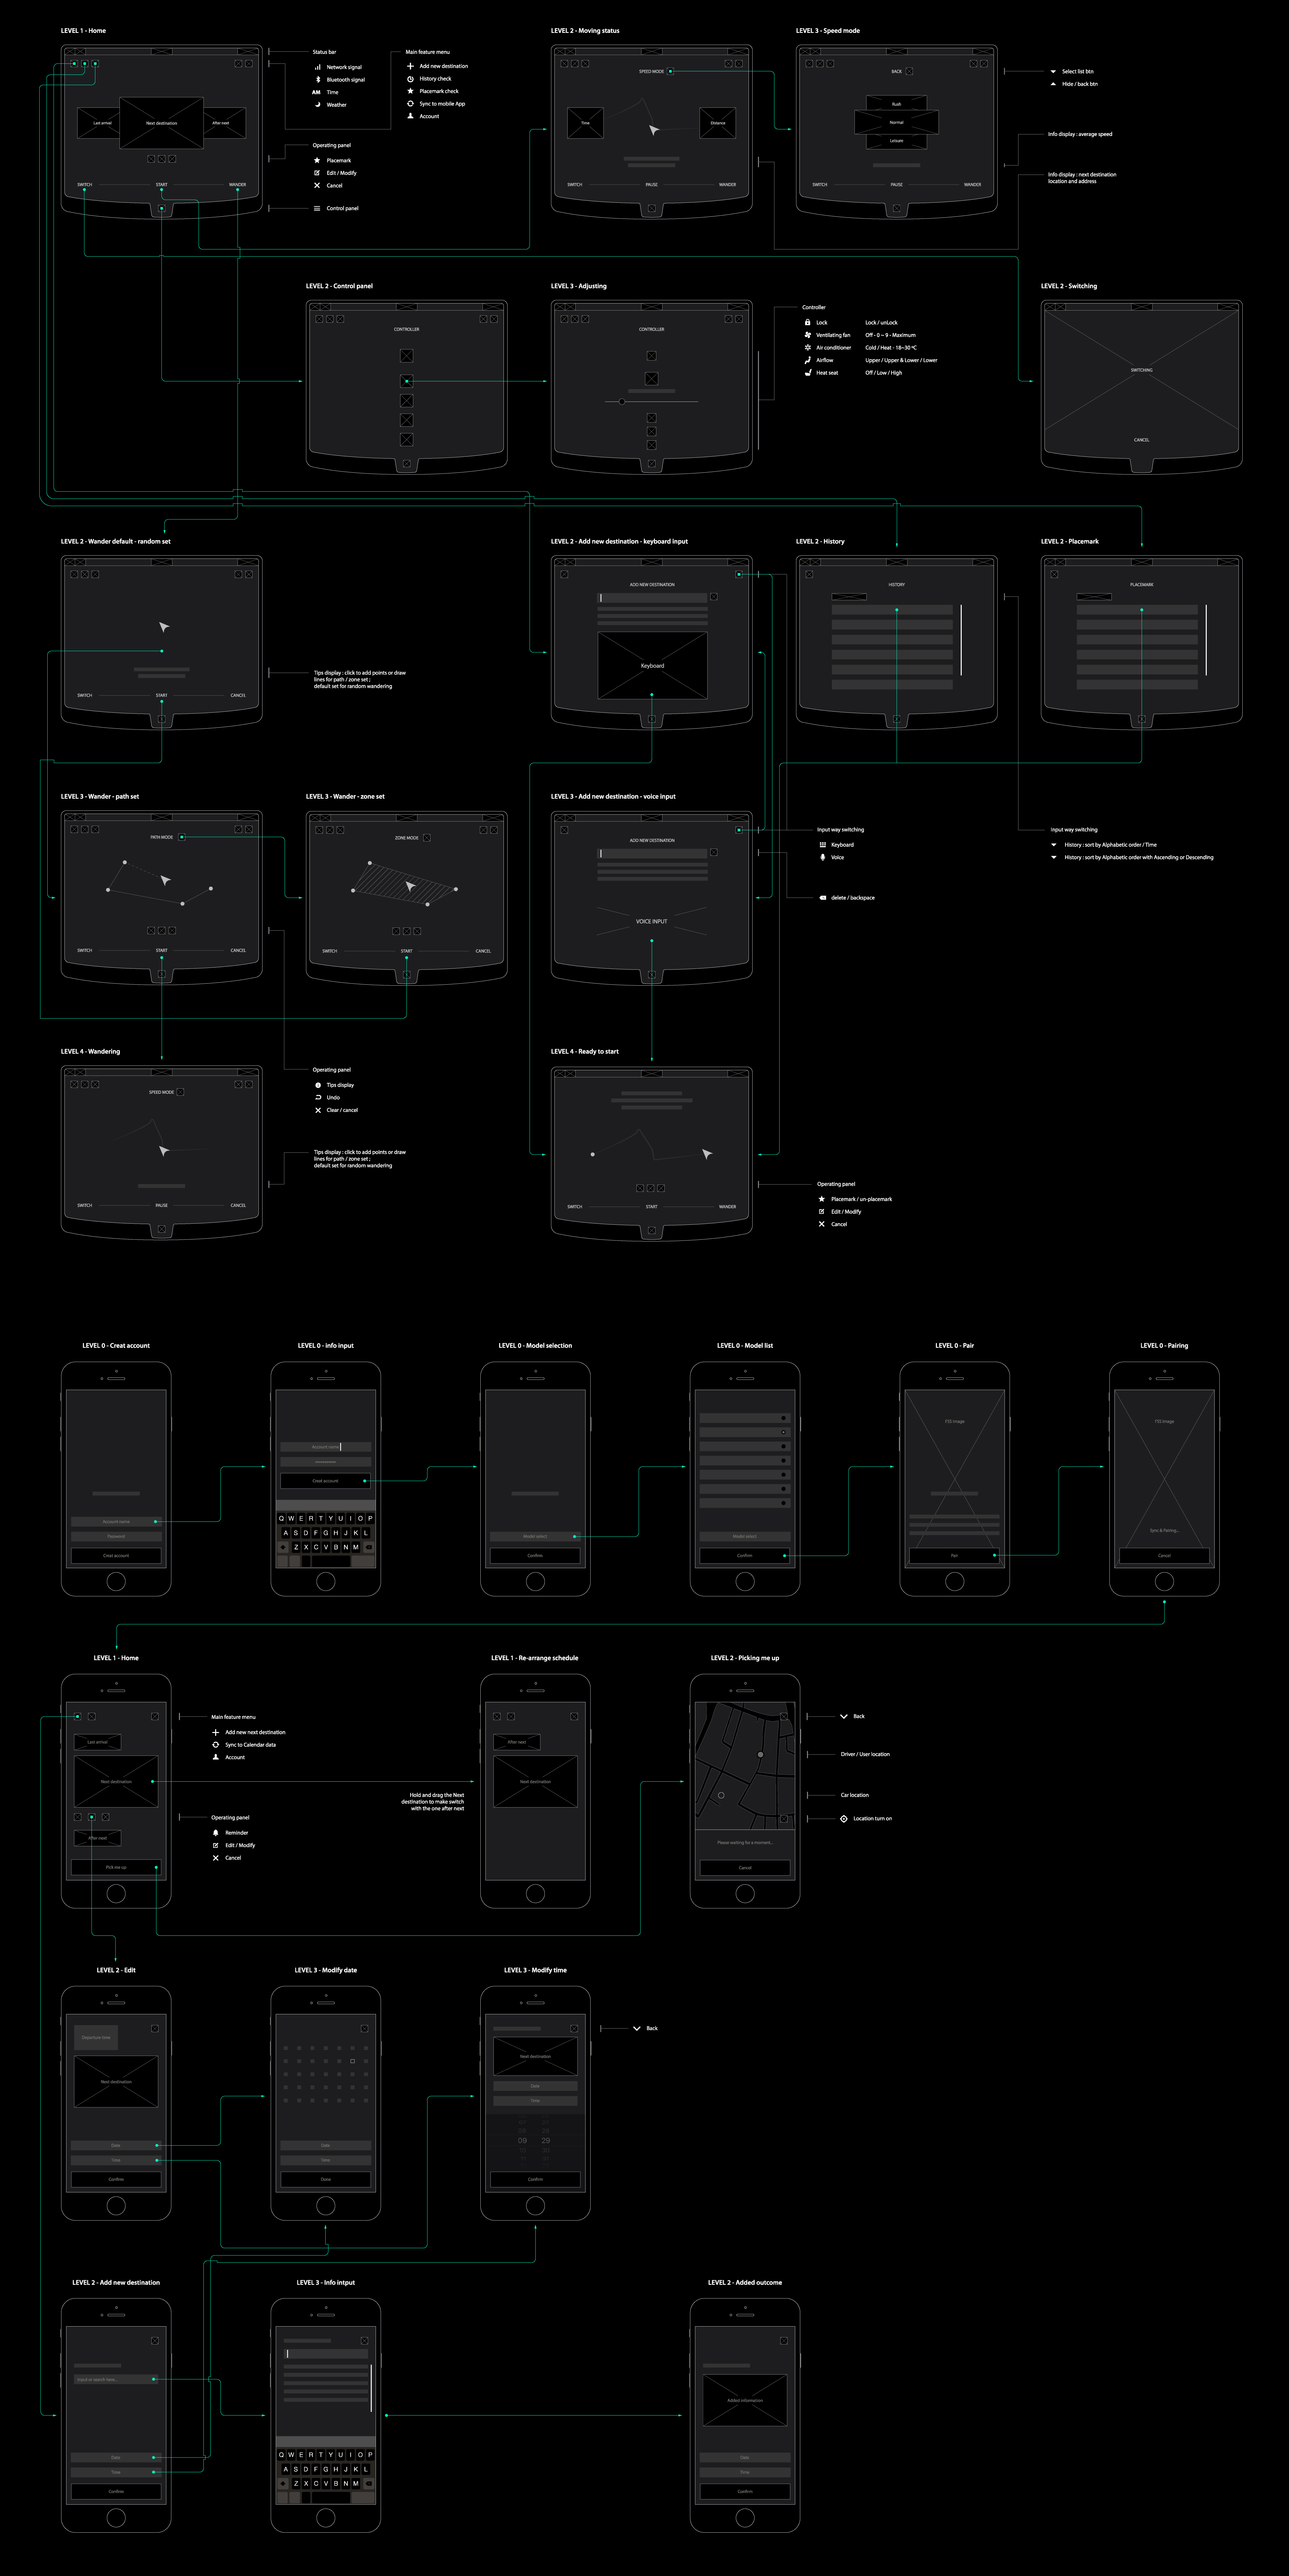 LEVEL 1 - Home
Last arrival
Next destination
After next
SWITCH
START
WANDER
Status bar
Network signal
Bluetooth signal
AM Time
Weather
Main feature menu
Add new destination
History check
Placemark check
Sync to mobile App
Account
Operating panel
Placemark
Edit / Modify
Cancel
Control panel
LEVEL 2 - Moving status
SPEED MODE
Time
Distance
SWITCH
PAUSE
WANDER
LEVEL 3 - Speed mode
BACK
Rush
Normal
Leisure
SWITCH
PAUSE
WANDER
Select list btn
Hide / back btn
Info display : average speed
Info display : next destination
location and address
LEVEL 2 - Control panel
CONTROLLER
LEVEL 3 - Adjusting
CONTROLLER
Controller
Lock Lock / unLock
Ventilating fan Off - 0 ~ 9 - Maximum
Air conditioner Cold / Heat - 18~30 ºC
Airflow Upper / Upper & Lower / Lower
Heat seat Off / Low / High
LEVEL 2 - Switching
SWITCHING
CANCEL
LEVEL 2 - Wander default - random set
SWITCH
START
CANCEL
Tips display : click to add points or draw
lines for path / zone set ;
default set for random wandering
LEVEL 2 - Add new destination - keyboard input
ADD NEW DESTINATION
Keyboard
LEVEL 2 - History
HISTORY
LEVEL 2 - Placemark
PLACEMARK
LEVEL 3 - Wander - path set
PATH MODE
SWITCH
START
CANCEL
LEVEL 3 - Wander - zone set
ZONE MODE
SWITCH
START
CANCEL
LEVEL 3 - Add new destination - voice input
ADD NEW DESTINATION
VOICE INPUT
Input way switching
Keyboard
Voice
delete / backspace
Input way switching
History : sort by Alphabetic order / Time
History : sort by Alphabetic order with Ascending or Descending
LEVEL 4 - Wandering
SPEED MODE
SWITCH
PAUSE
CANCEL
Operating panel
Tips display
Undo
Clear / cancel
Tips display : click to add points or draw
lines for path / zone set ;
default set for random wandering
LEVEL 4 - Ready to start
SWITCH
START
WANDER
Operating panel
Placemark / un-placemark
Edit / Modify
Cancel
LEVEL 0 - Creat account
Account name
Password
Creat account
LEVEL 0 - info input
Account name
Creat account
Q W E R T Y U I O P
A S D F G H J K L
Z X C V B N M
LEVEL 0 - Model selection
Model select
Confirm
LEVEL 0 - Model list
Model select
Confirm
LEVEL 0 - Pair
F05 image
Pair
LEVEL 0 - Pairing
Sync & Pairing...
Cancel
LEVEL 1 - Home
Last arrival
Next destination
After next
Pick me up
Main feature menu
Add new next destination
Sync to Calendar data
Account
Operating panel
Reminder
Edit / Modify
Cancel
LEVEL 1 - Re-arrange schedule
After next
Next destination
Hold and drag the Next
destination to make switch
with the one after next
LEVEL 2 - Picking me up
Please waiting for a moment...
Cancel
Back
Driver / User location
Car location
Location turn on
LEVEL 2 - Edit
Departure time
Next destination
Date
Time
Confirm
LEVEL 3 - Modify date
Date
Time
Done
LEVEL 3 - Modify time
Next destination
Date
Time
09 29
Confirm
Back
LEVEL 2 - Add new destination
Input or search here...
Date
Time
Confirm
LEVEL 3 - Info intput
Q W E R T Y U I O P
A S D F G H J K L
Z X C V B N M
LEVEL 2 - Added outcome
Added information
Date
Time
Confirm